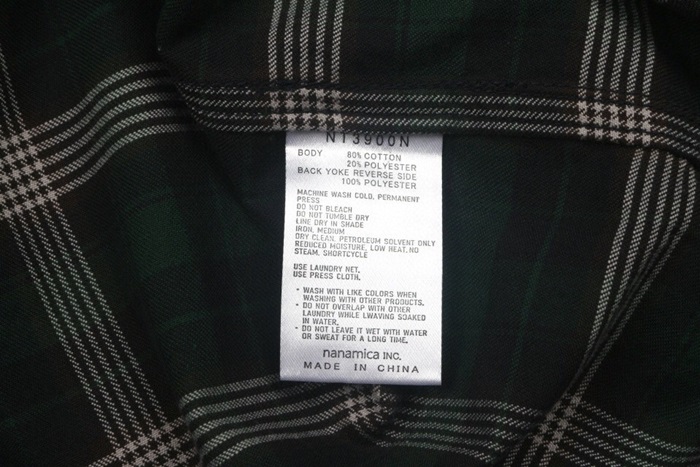 NT3900N
BODY 80% COTTON
20% POLYESTER
BACK YOKE REVERSE SIDE
100% POLYESTER
MACHINE WASH COLD, PERMANENT
PRESS
DO NOT BLEACH
DO NOT TUMBLE DRY
LINE DRY IN SHADE
IRON, MEDIUM
DRY CLEAN, PETROLEUM SOLVENT ONLY
REDUCED MOISTURE, LOW HEAT, NO
STEAM, SHORTCYCLE
USE LAUNDRY NET.
USE PRESS CLOTH.
• WASH WITH LIKE COLORS WHEN
WASHING WITH OTHER PRODUCTS.
• DO NOT OVERLAP WITH OTHER
LAUNDRY WHILE LWAVING SOAKED
IN WATER.
• DO NOT LEAVE IT WET WITH WATER
OR SWEAT FOR A LONG TIME.
nanamica INC.
MADE IN CHINA